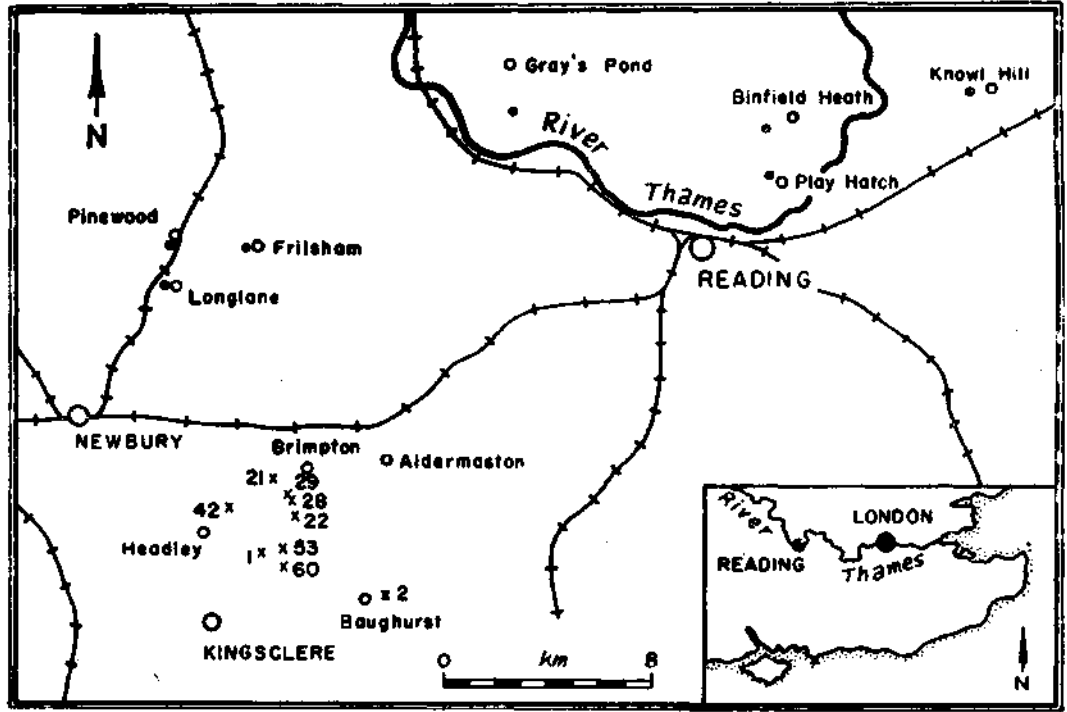 Gray's Pond
Knowl Hill
Binfield Heath
N
River
Play Hatch
Thames
Pinewood
Frilsham
READING
Longlane
NEWBURY
Brimpton
Aldermaston
21
29
28
42
22
Headley
53
1
60
2
Baughurst
KINGSCLERE
0 km 8
River
LONDON
READING
Thames
N